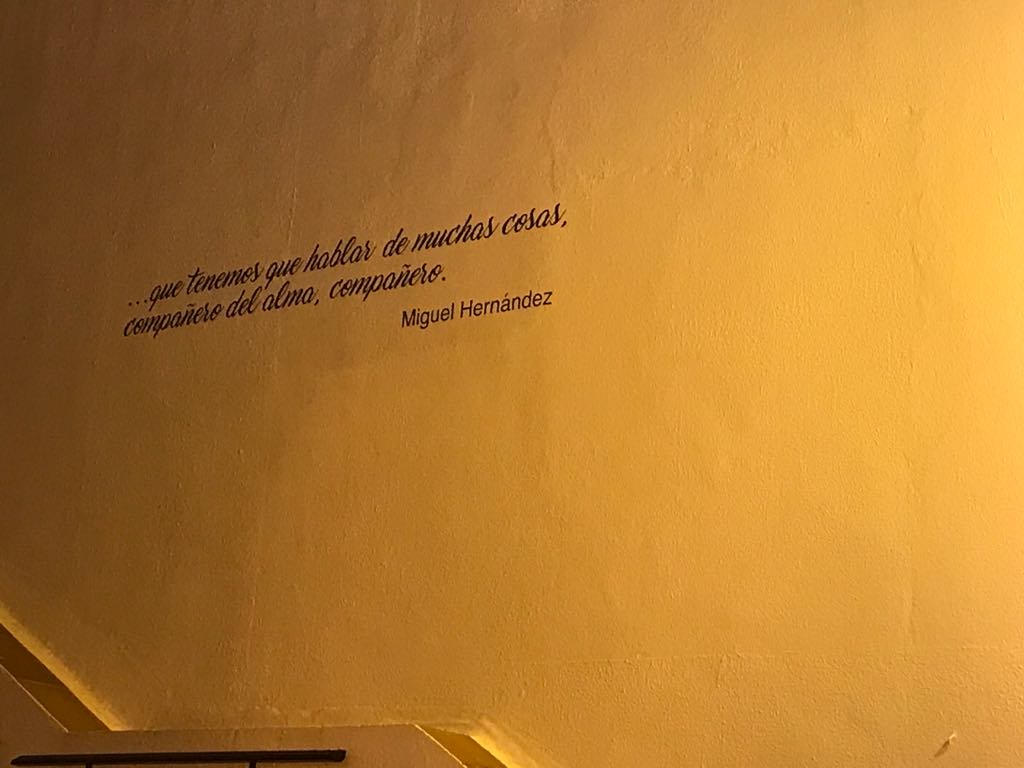 ...que tenemos que hablar de muchas cosas,
compañero del alma, compañero.
Miguel Hernández